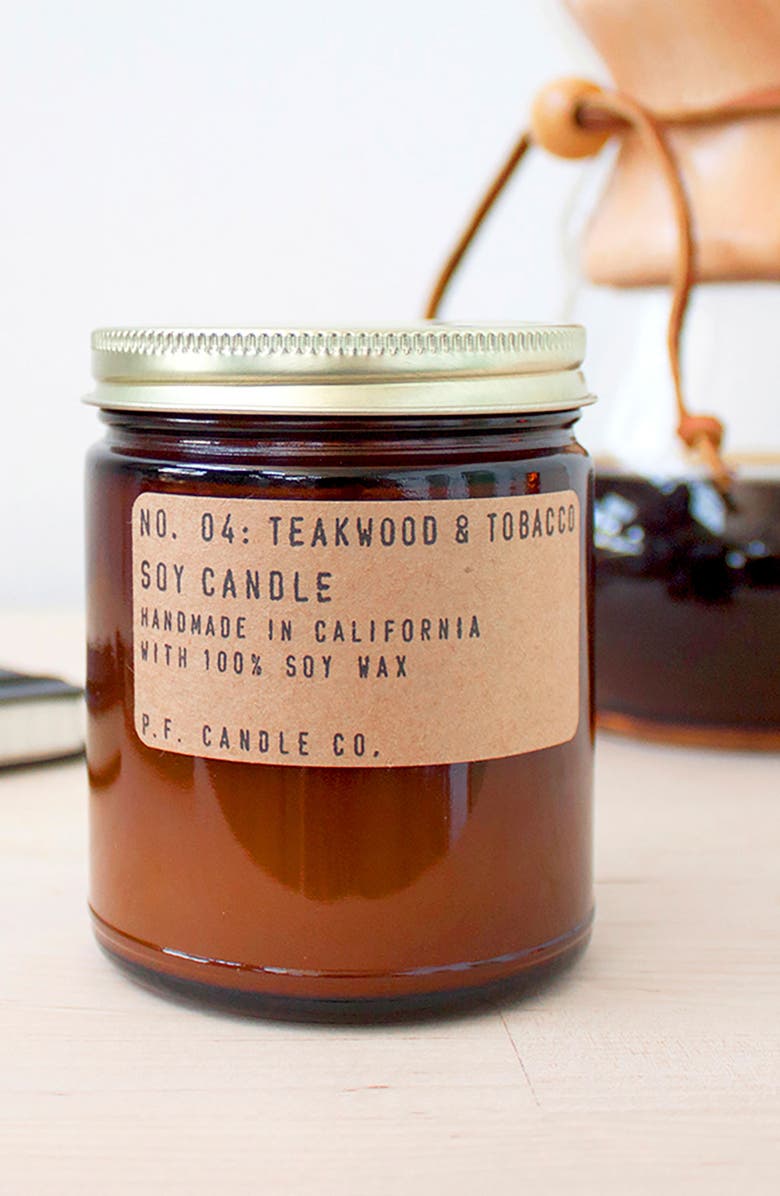 NO. 04: TEAKWOOD & TOBACCO
SOY CANDLE
HANDMADE IN CALIFORNIA
WITH 100% SOY WAX
P.F. CANDLE CO.